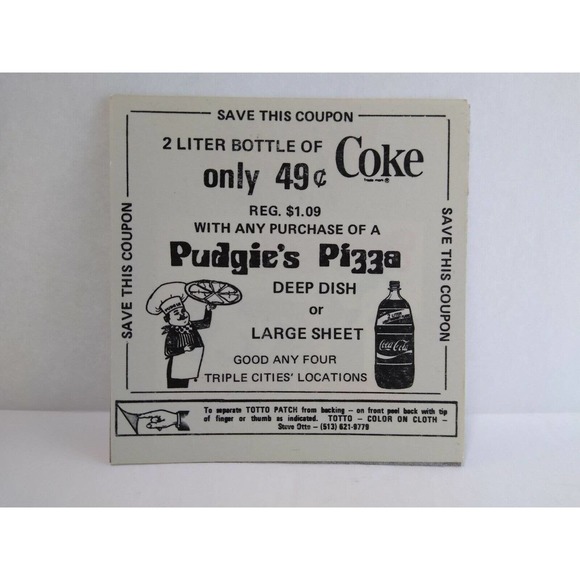 SAVE THIS COUPON
2 LITER BOTTLE OF Coke
Trade mark ®
only 49¢
REG. $1.09
WITH ANY PURCHASE OF A
Pudgie's Pizza
DEEP DISH
or
LARGE SHEET
GOOD ANY FOUR
TRIPLE CITIES' LOCATIONS
SAVE THIS COUPON
SAVE THIS COUPON
Coca-Cola
To separate TOTTO PATCH from backing – on front peel back with tip
of finger or thumb as indicated. TOTTO – COLOR ON CLOTH –
Steve Otto – (513) 621-9779